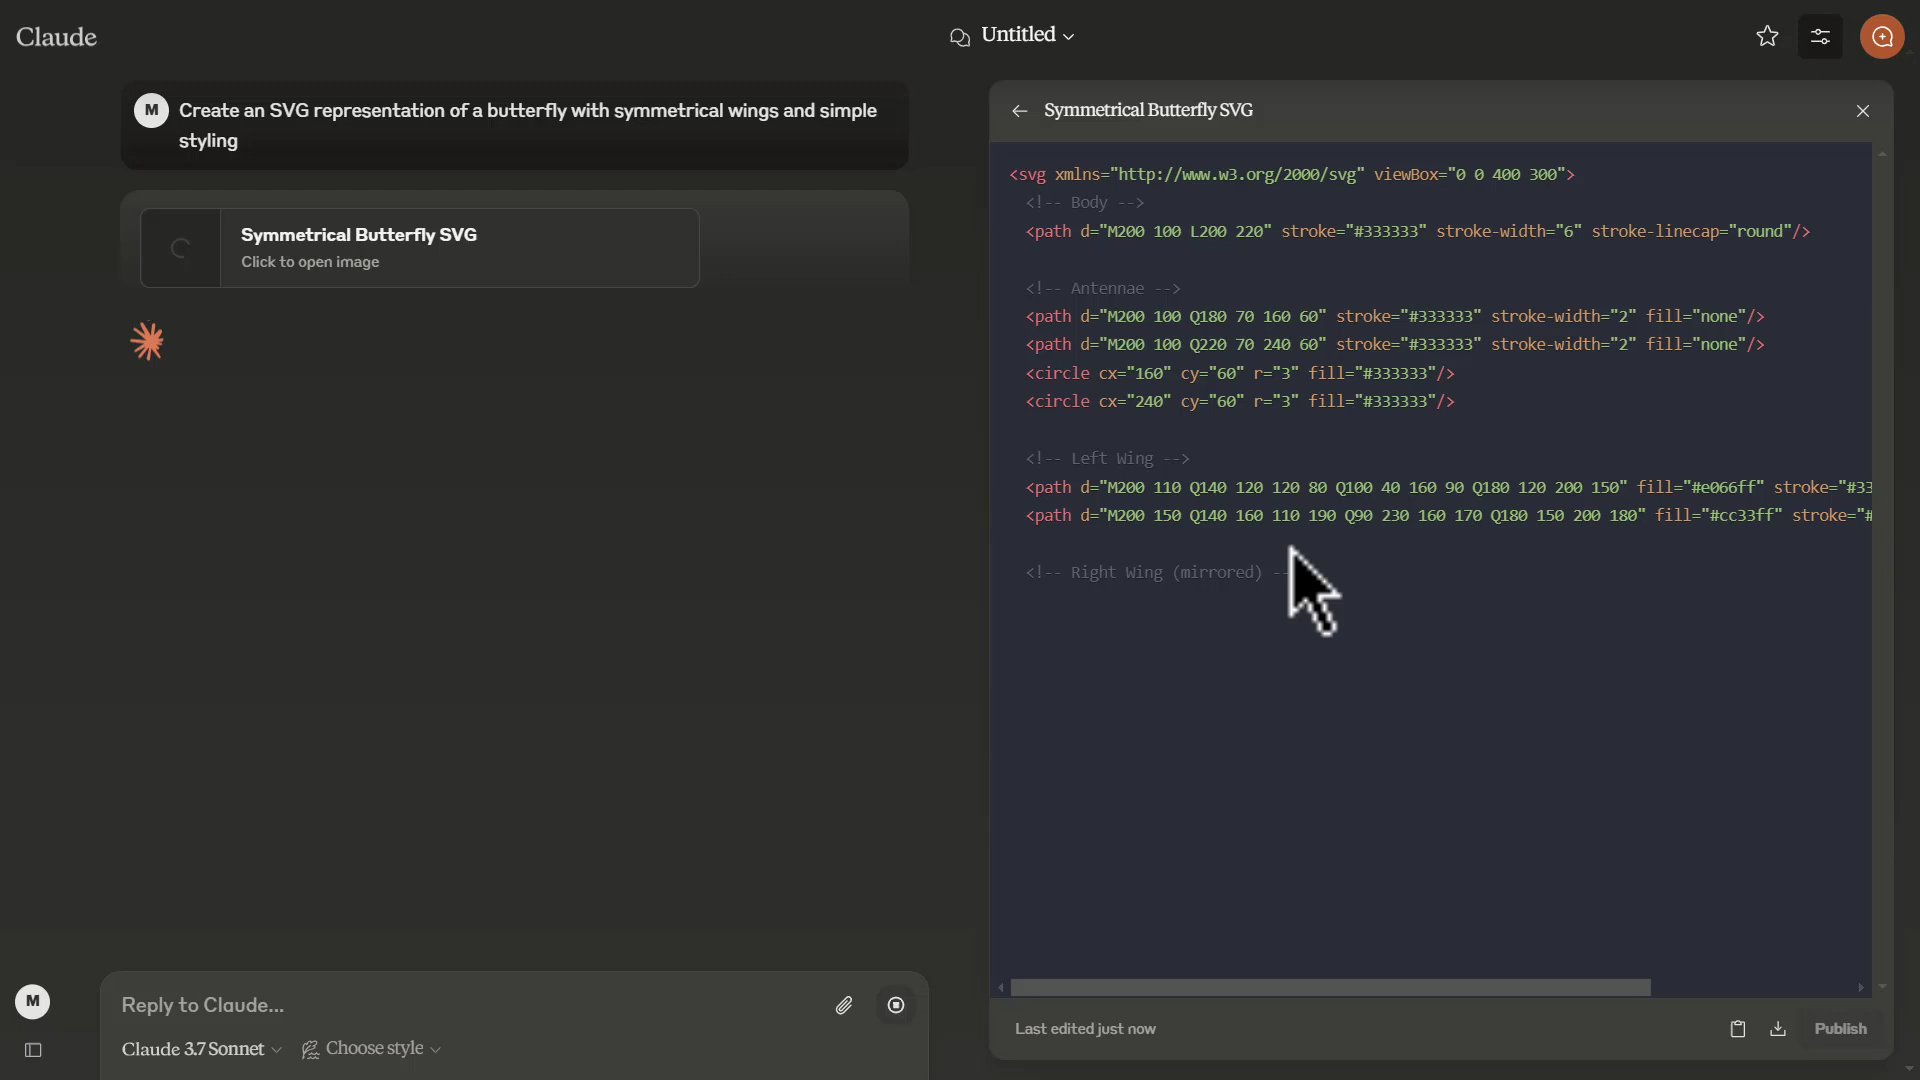 Claude
Untitled
M
Create an SVG representation of a butterfly with symmetrical wings and simple
styling
Symmetrical Butterfly SVG
Click to open image
Symmetrical Butterfly SVG
<svg xmlns="http://www.w3.org/2000/svg" viewBox="0 0 400 300">
<!-- Body -->
<path d="M200 100 L200 220" stroke="#333333" stroke-width="6" stroke-linecap="round"/>
<!-- Antennae -->
<path d="M200 100 Q180 70 160 60" stroke="#333333" stroke-width="2" fill="none"/>
<path d="M200 100 Q220 70 240 60" stroke="#333333" stroke-width="2" fill="none"/>
<circle cx="160" cy="60" r="3" fill="#333333"/>
<circle cx="240" cy="60" r="3" fill="#333333"/>
<!-- Left Wing -->
<path d="M200 110 Q140 120 120 80 Q100 40 160 90 Q180 120 200 150" fill="#e066ff" stroke="#33
<path d="M200 150 Q140 160 110 190 Q90 230 160 170 Q180 150 200 180" fill="#cc33ff" stroke="#
<!-- Right Wing (mirrored) --
Last edited just now
Publish
M
Reply to Claude...
Claude 3.7 Sonnet
Choose style